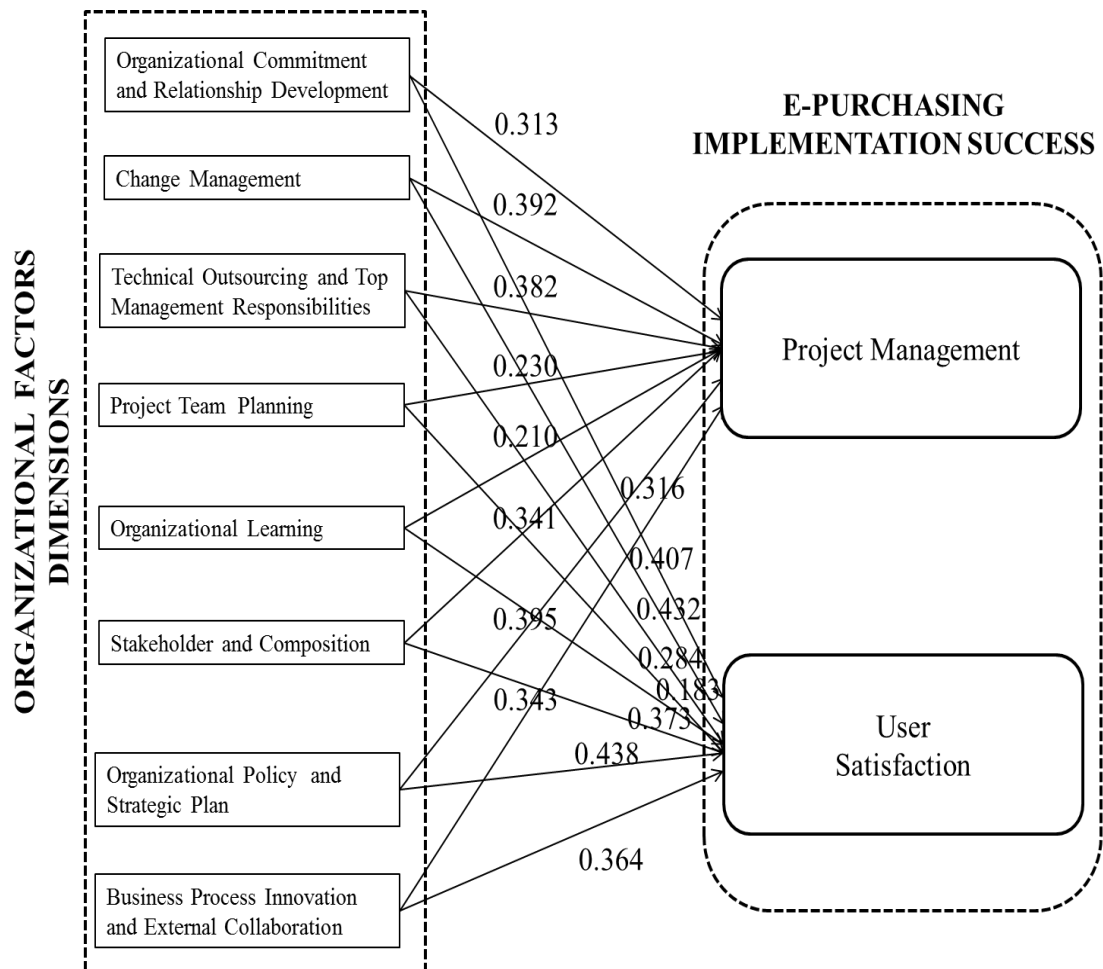 ORGANIZATIONAL FACTORS
DIMENSIONS
Organizational Commitment
and Relationship Development
Change Management
Technical Outsourcing and Top
Management Responsibilities
Project Team Planning
Organizational Learning
Stakeholder and Composition
Organizational Policy and
Strategic Plan
Business Process Innovation
and External Collaboration
0.313
0.392
0.382
0.230
0.210
0.341
0.395
0.343
0.316
0.407
0.432
0.284
0.183
0.373
0.438
0.364
E-PURCHASING
IMPLEMENTATION SUCCESS
Project Management
User
Satisfaction